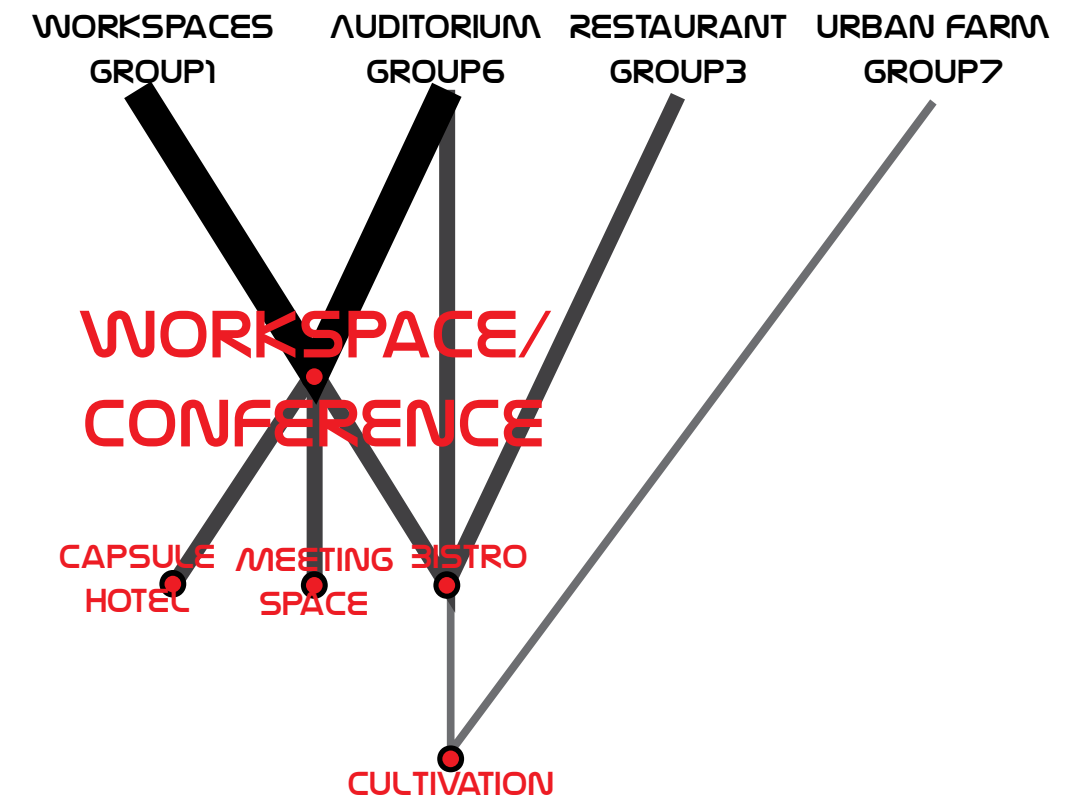 WORKSPACES
GROUP1
AUDITORIUM
GROUP6
RESTAURANT
GROUP3
URBAN FARM
GROUP7
WORKSPACE/
CONFERENCE
CAPSULE
HOTEL
MEETING
SPACE
BISTRO
CULTIVATION